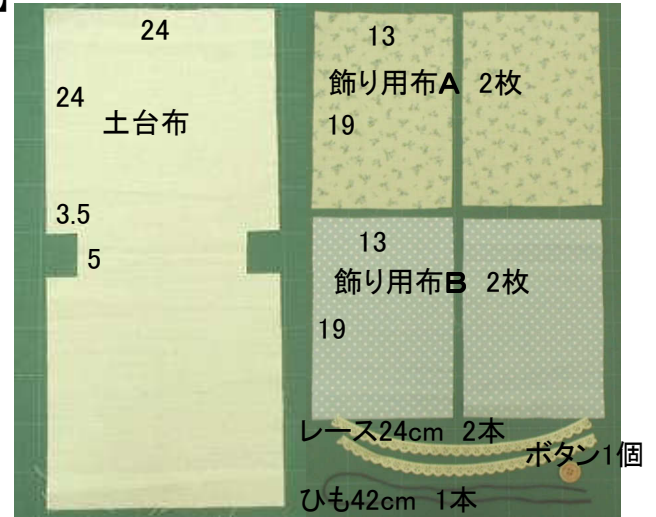 】
24
24
土台布
3.5
5
13
飾り用布A 2枚
19
13
飾り用布B 2枚
19
レース24cm 2本
ボタン1個
ひも42cm 1本